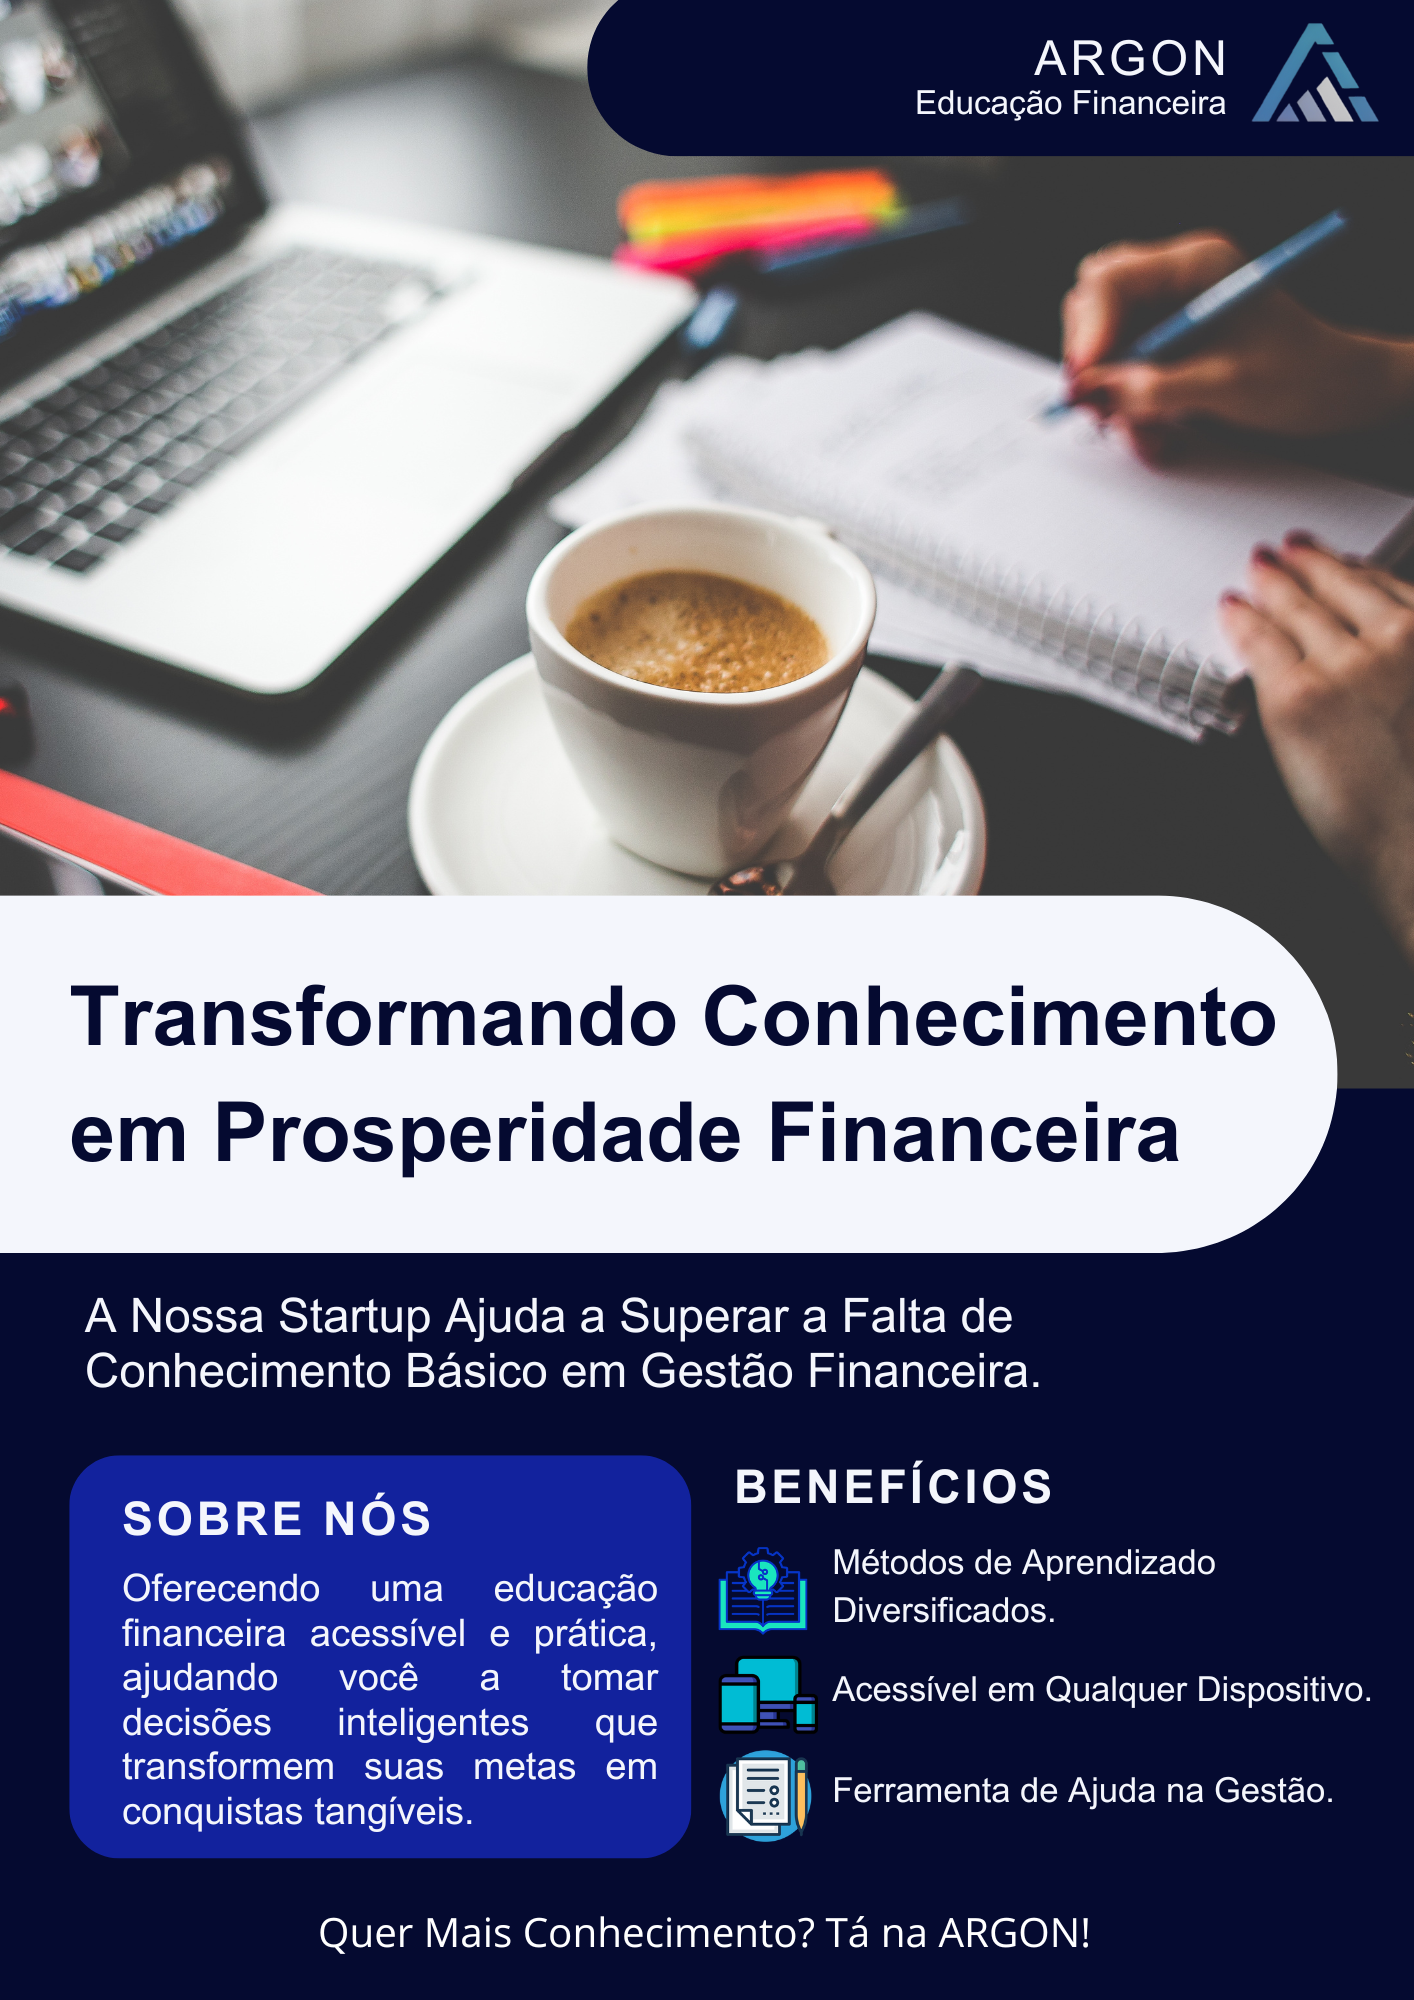 ARGON
Educação Financeira
Transformando Conhecimento
em Prosperidade Financeira
A Nossa Startup Ajuda a Superar a Falta de
Conhecimento Básico em Gestão Financeira.
SOBRE NÓS
Oferecendo uma educação
financeira acessível e prática,
ajudando você a tomar
decisões inteligentes que
transformem suas metas em
conquistas tangíveis.
BENEFÍCIOS
Métodos de Aprendizado
Diversificados.
Acessível em Qualquer Dispositivo.
Ferramenta de Ajuda na Gestão.
Quer Mais Conhecimento? Tá na ARGON!